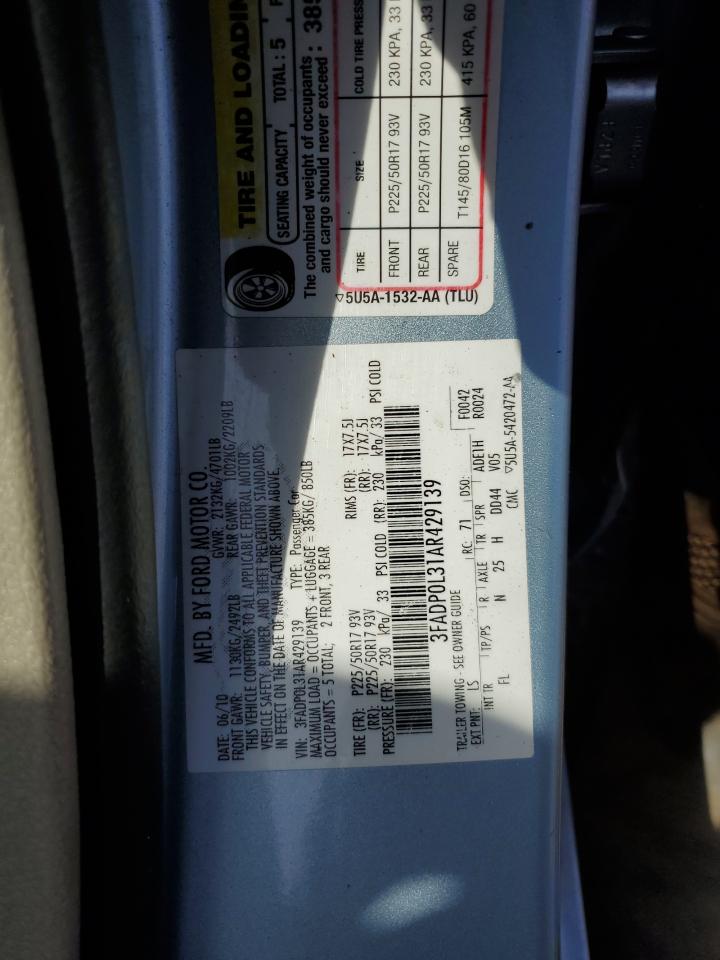 TIRE AND LOADIN
SEATING CAPACITY TOTAL : 5 F
The combined weight of occupants
and cargo should never exceed : 385
TIRE SIZE COLD TIRE PRESS
FRONT P225/50R17 93V 230 KPA, 33
REAR P225/50R17 93V 230 KPA, 33
SPARE T145/80D16 105M 415 KPA, 60
▽5U5A-1532-AA (TLU)
MFD. BY FORD MOTOR CO.
DATE: 06/10 GVWR: 2132KG/4701LB
FRONT GAWR: 1130KG/2492LB REAR GAWR: 1002KG/2209LB
THIS VEHICLE CONFORMS TO ALL APPLICABLE FEDERAL MOTOR
VEHICLE SAFETY, BUMPER, AND THEFT PREVENTION STANDARDS
IN EFFECT ON THE DATE OF MANUFACTURE SHOWN ABOVE.
VIN: 3FADP0L31AR429139 TYPE: Passenger Car
MAXIMUM LOAD = OCCUPANTS + LUGGAGE = 385KG/ 850LB
OCCUPANTS = 5 TOTAL; 2 FRONT, 3 REAR
TIRE (FR): P225/50R17 93V RIMS (FR): 17X7.5J
(RR): P225/50R17 93V (RR): 17X7.5J
PRESSURE (FR): 230 kPa/ 33 PSI COLD (RR): 230 kPa/ 33 PSI COLD
3FADP0L31AR429139
TRAILER TOWING - SEE OWNER GUIDE
EXT PNT: LS RC: 71 DSO: F0042
R0024
INT TR TP/PS R AXLE TR SPR ADE1H
FL N 25 H DD44 V05
CMC ▽5U5A-5420472-AA